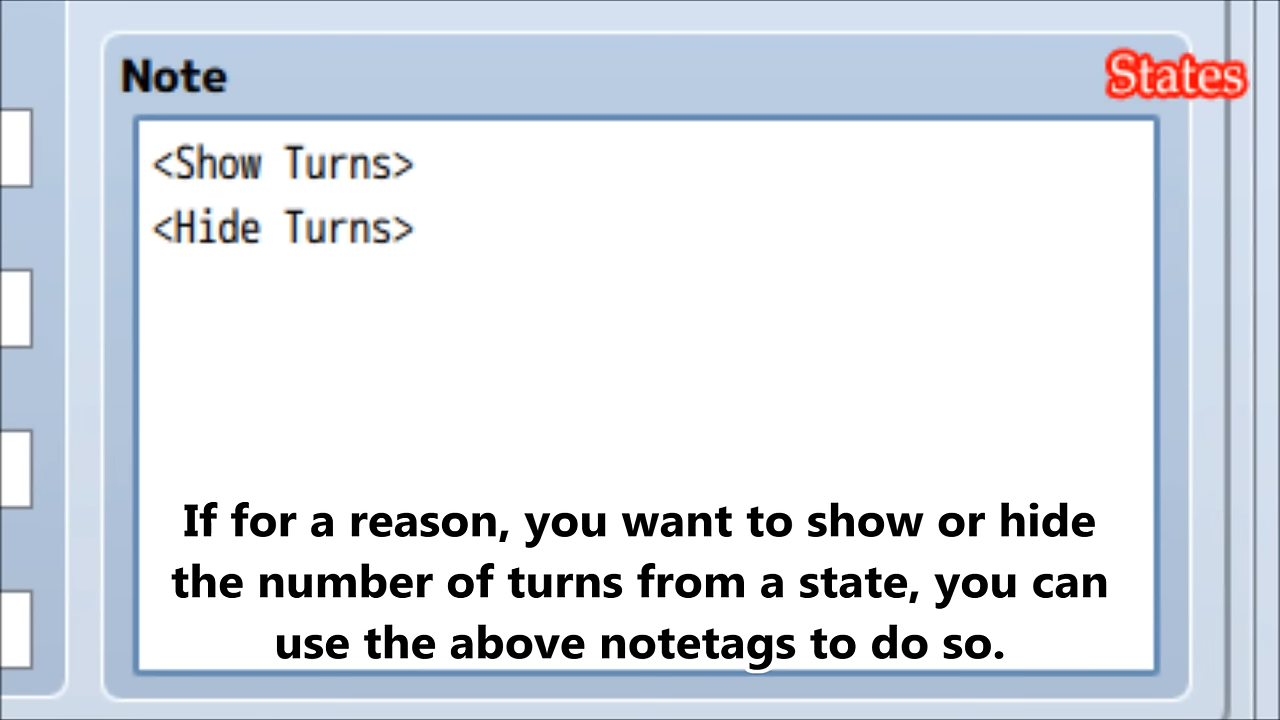 Note
States
<Show Turns>
<Hide Turns>
If for a reason, you want to show or hide
the number of turns from a state, you can
use the above notetags to do so.